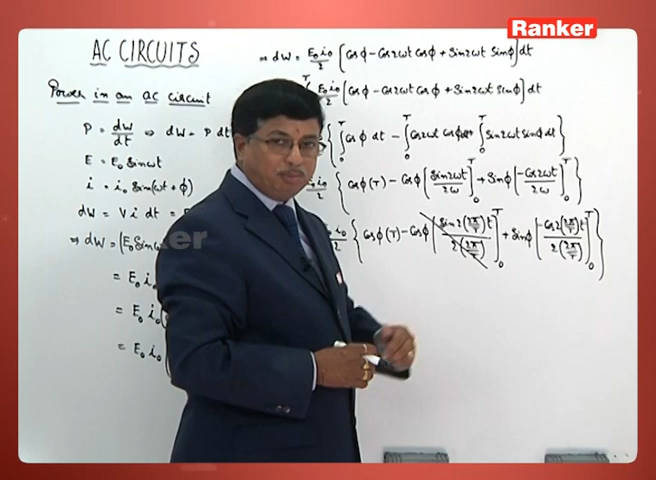 Ranker
AC CIRCUITS
Power in an ac circuit
P = dW/dt ⇒ dW = P dt
E = E₀ Sinωt
i = i₀ Sin(ωt + ϕ)
dW = V i dt =
⇒ dW = (E₀ Sinω
= E₀ i₀
= E₀ i₀
= E₀ i₀
⇒ dW = E₀i₀/2 [Cosϕ - Cos2ωt Cosϕ + Sin2ωt Sinϕ] dt
E₀i₀/2 [Cosϕ - Cos2ωt Cosϕ + Sin2ωt Sinϕ] dt
{∫₀ᵀ Cosϕ dt - ∫₀ᵀ Cos2ωt Cosϕ dt + ∫₀ᵀ Sin2ωt Sinϕ dt}
i₀/2 {Cosϕ(T) - Cosϕ [Sin2ωt/2ω]₀ᵀ + Sinϕ [-Cos2ωt/2ω]₀ᵀ}
i₀/2 {Cosϕ(T) - Cosϕ [Sin2(2π/T)t/2(2π/T)]₀ᵀ + Sinϕ [-Cos2(2π/T)t/2(2π/T)]₀ᵀ}